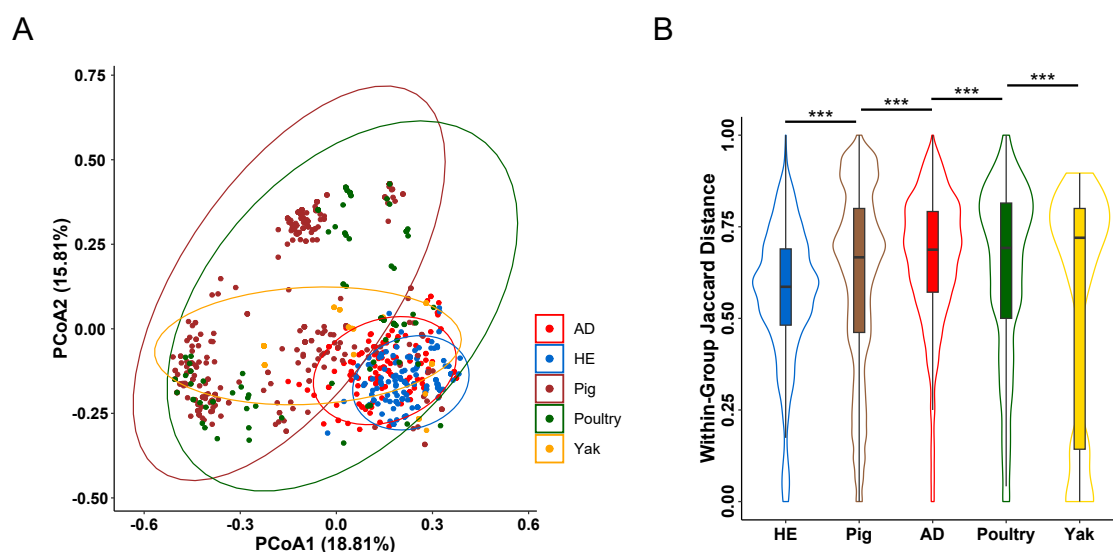 A
B
0.75
0.50
0.25
0.00
-0.25
-0.50
-0.6
-0.3
0.0
0.3
0.6
PCoA2 (15.81%)
PCoA1 (18.81%)
AD
HE
Pig
Poultry
Yak
***
***
***
***
1.00
0.75
0.50
0.25
0.00
Within-Group Jaccard Distance
HE
Pig
AD
Poultry
Yak